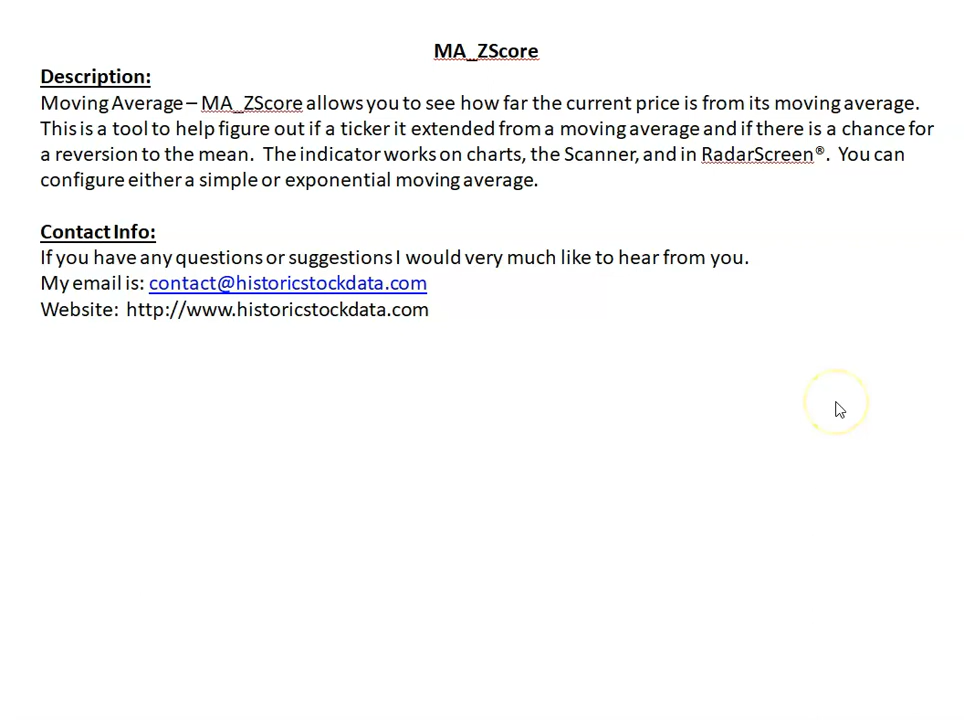 MA_ZScore
Description:
Moving Average – MA_ZScore allows you to see how far the current price is from its moving average.
This is a tool to help figure out if a ticker it extended from a moving average and if there is a chance for
a reversion to the mean.  The indicator works on charts, the Scanner, and in RadarScreen®.  You can
configure either a simple or exponential moving average.
Contact Info:
If you have any questions or suggestions I would very much like to hear from you.
My email is: contact@historicstockdata.com
Website:  http://www.historicstockdata.com